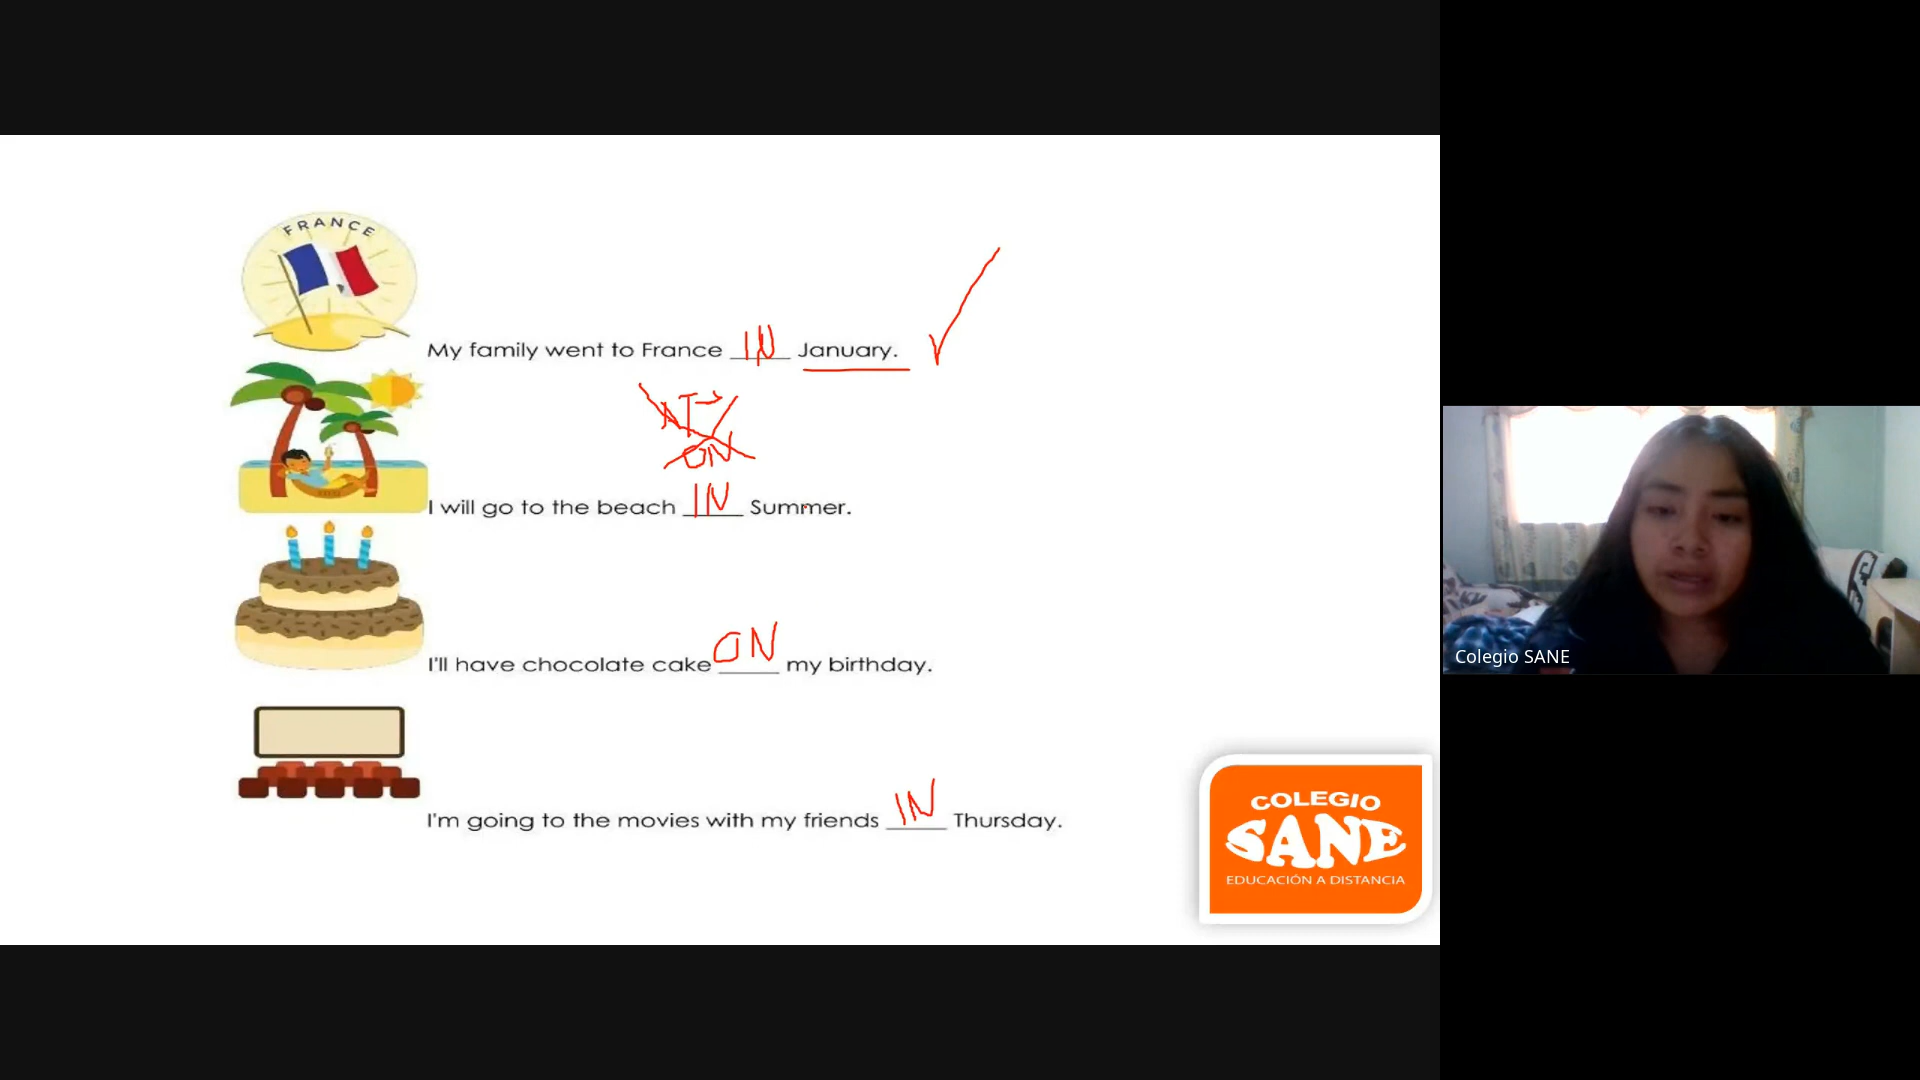 FRANCE
My family went to France IN January.
AT
ON
I will go to the beach IN Summer.
I'll have chocolate cake ON my birthday.
I'm going to the movies with my friends IN Thursday.
COLEGIO
SANE
EDUCACIÓN A DISTANCIA
Colegio SANE